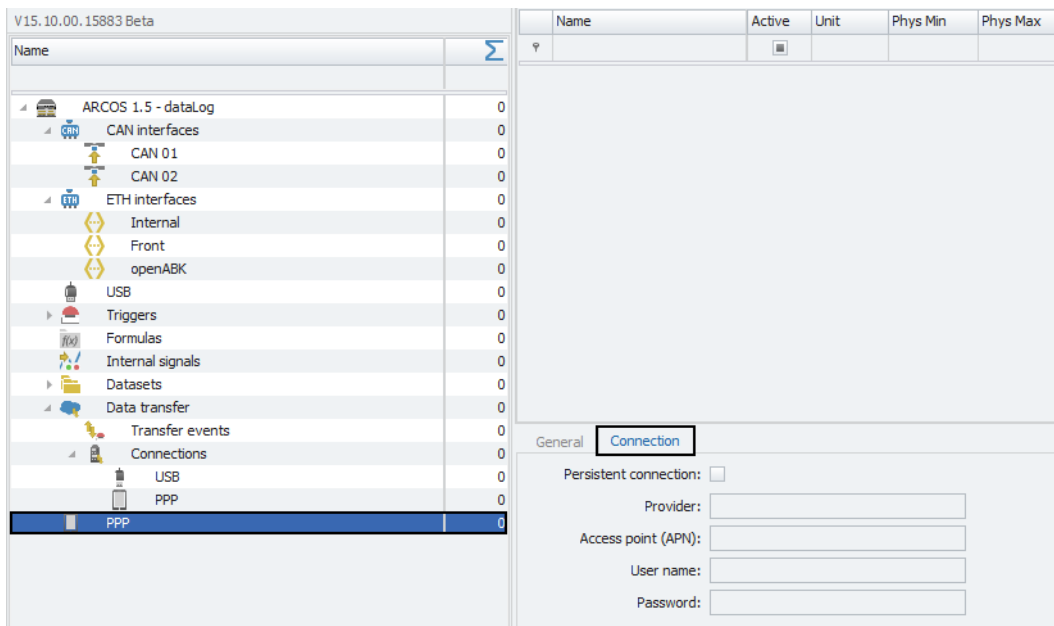 V15.10.00.15883 Beta
Name
Σ
ARCOS 1.5 - dataLog 0
CAN interfaces 0
CAN 01 0
CAN 02 0
ETH interfaces 0
Internal 0
Front 0
openABK 0
USB 0
Triggers 0
f(x) Formulas 0
Internal signals 0
Datasets 0
Data transfer 0
Transfer events 0
Connections 0
USB 0
PPP 0
PPP 0
Name Active Unit Phys Min Phys Max
General Connection
Persistent connection:
Provider:
Access point (APN):
User name:
Password: